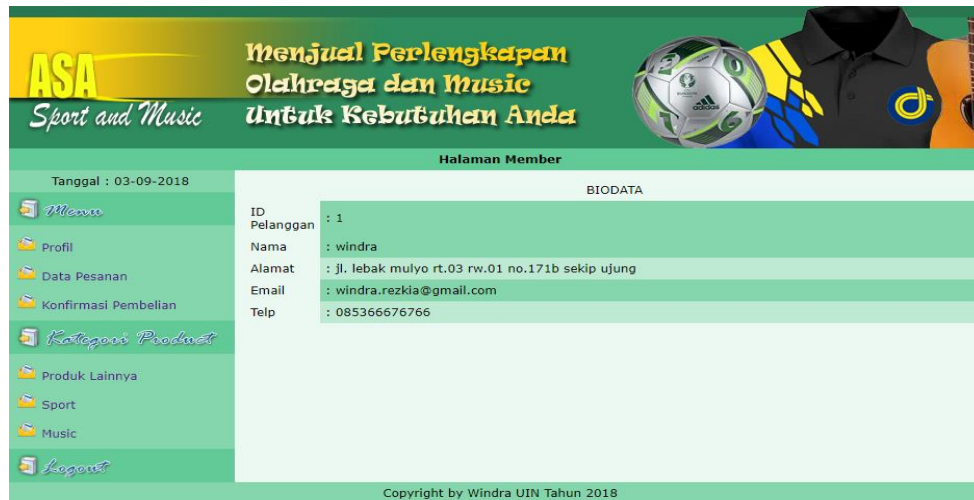 ASA
Sport and Music
Menjual Perlengkapan
Olahraga dan Music
Untuk Kebutuhan Anda
adidas
Halaman Member
Tanggal : 03-09-2018
Menu
Profil
Data Pesanan
Konfirmasi Pembelian
Kategori Product
Produk Lainnya
Sport
Music
Logout
BIODATA
ID Pelanggan : 1
Nama : windra
Alamat : jl. lebak mulyo rt.03 rw.01 no.171b sekip ujung
Email : windra.rezkia@gmail.com
Telp : 085366676766
Copyright by Windra UIN Tahun 2018